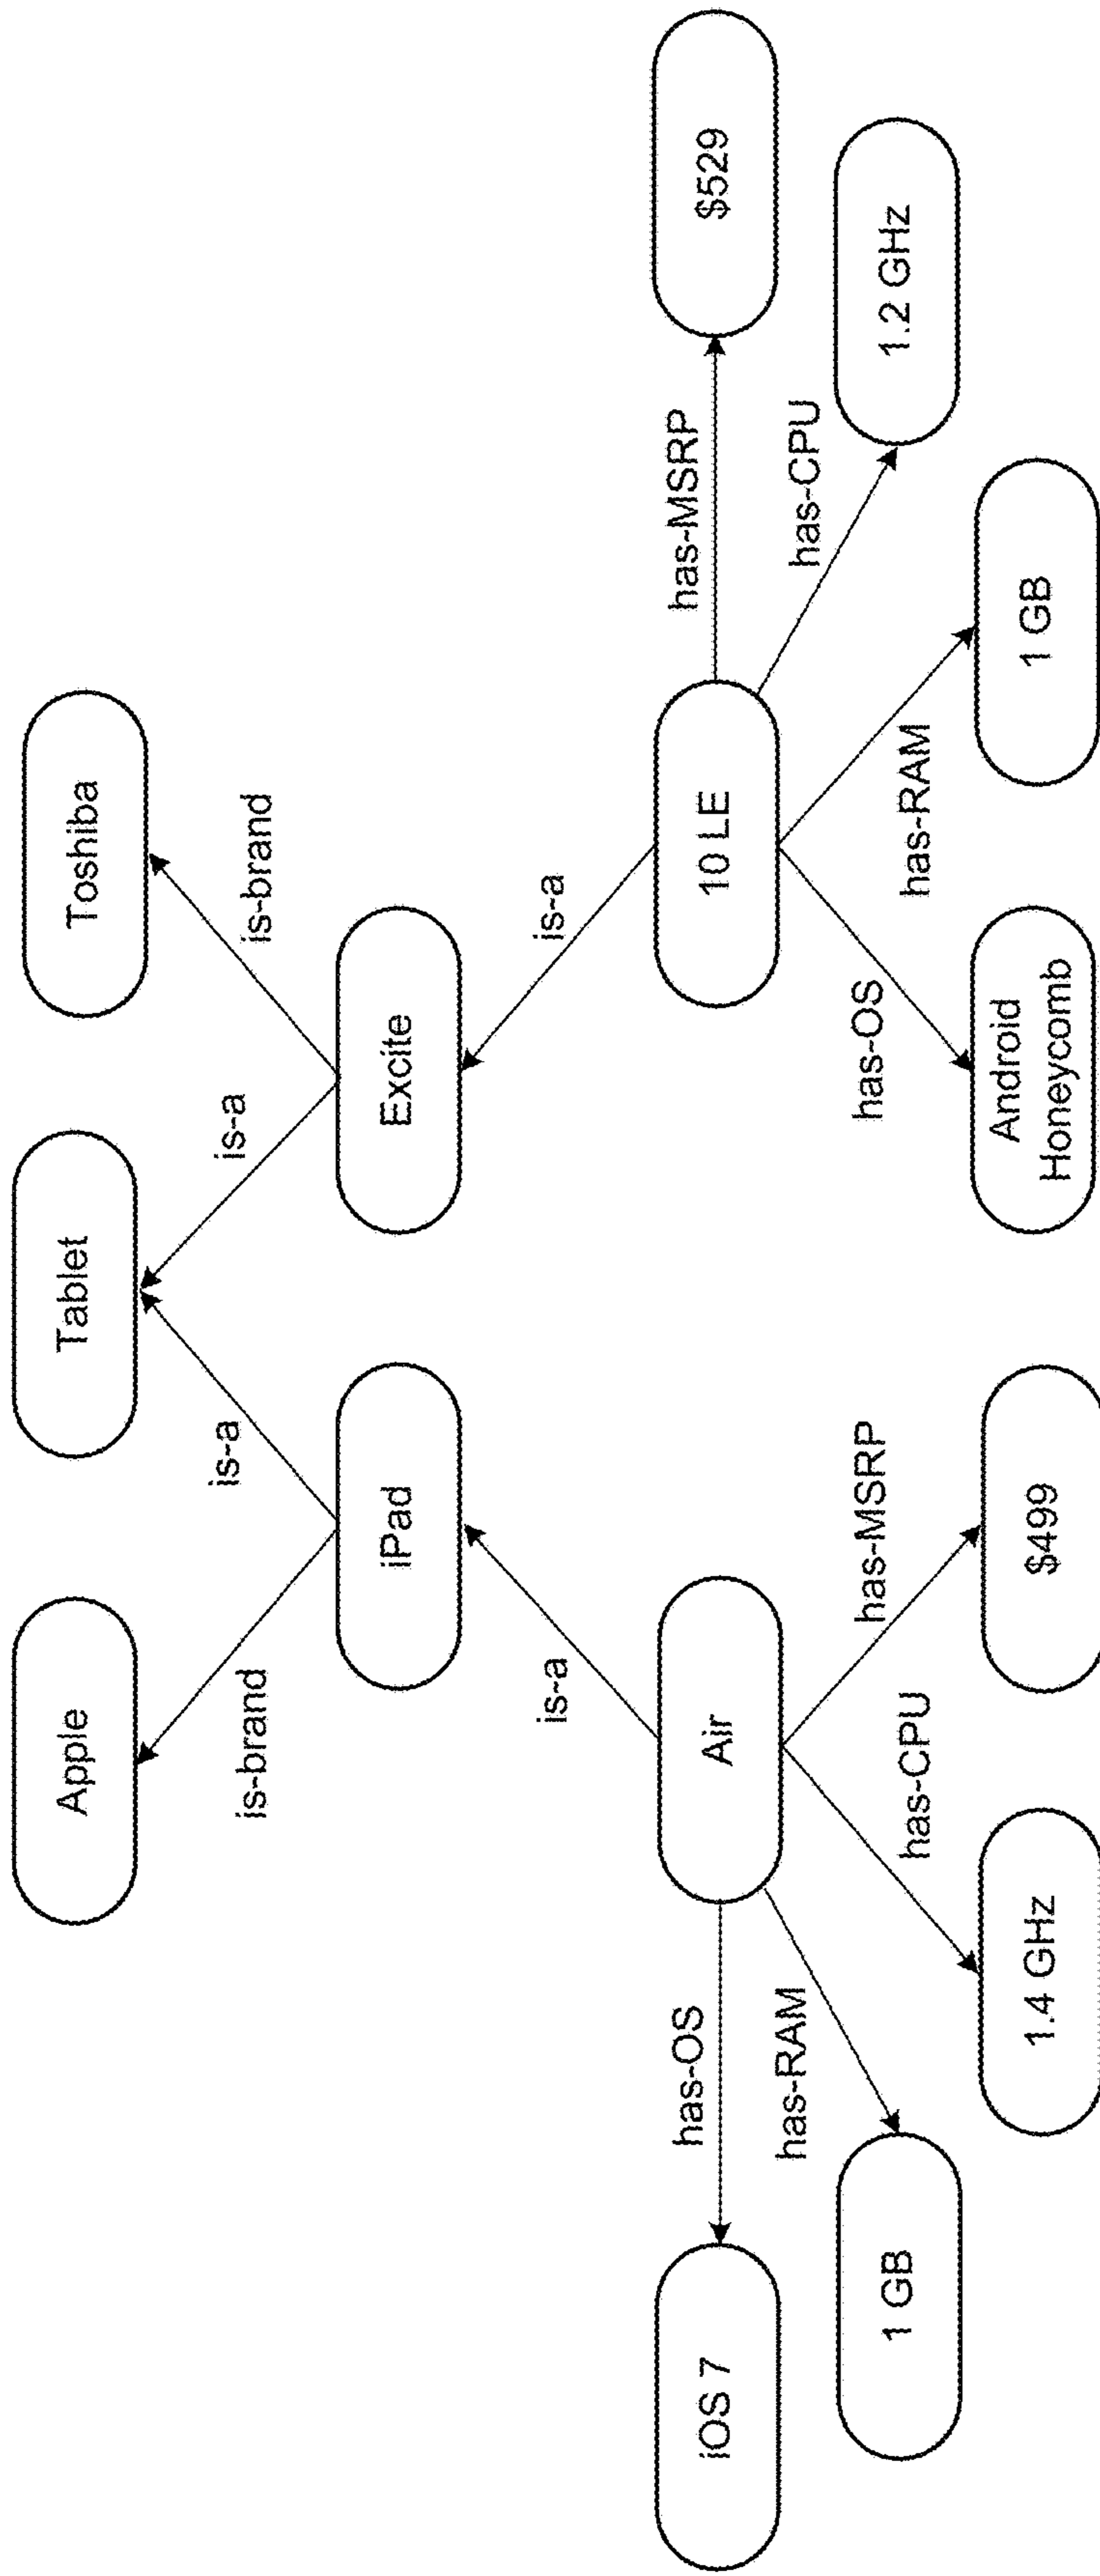 Apple
Tablet
Toshiba
is-brand
is-a
is-a
is-brand
iPad
Excite
is-a
is-a
iOS 7
has-OS
Air
10 LE
has-MSRP
$529
has-RAM
has-CPU
has-MSRP
has-OS
has-RAM
has-CPU
1 GB
1.2 GHz
1.4 GHz
$499
Android
Honeycomb
1 GB